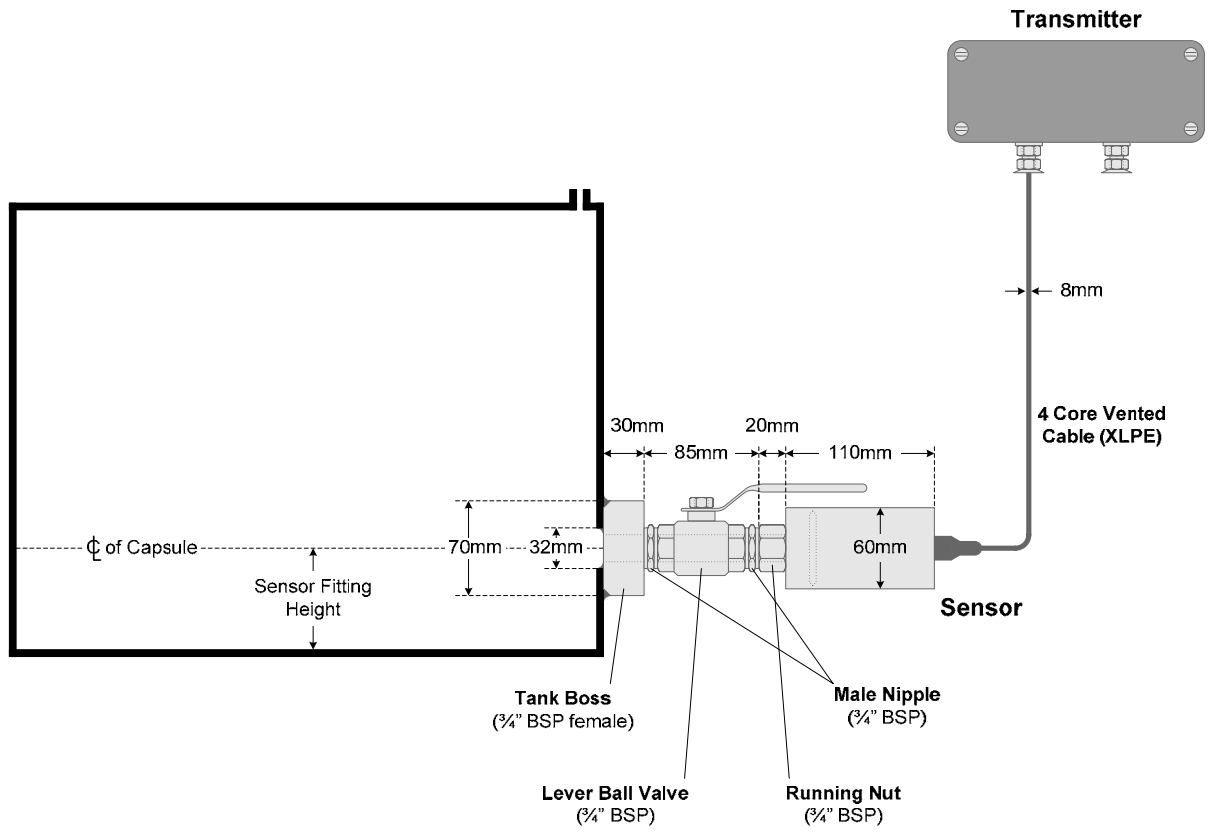 Transmitter
8mm
4 Core Vented
Cable (XLPE)
30mm
20mm
85mm
110mm
℄ of Capsule
70mm
32mm
60mm
Sensor Fitting
Height
Sensor
Tank Boss
(¾” BSP female)
Male Nipple
(¾” BSP)
Lever Ball Valve
(¾” BSP)
Running Nut
(¾” BSP)